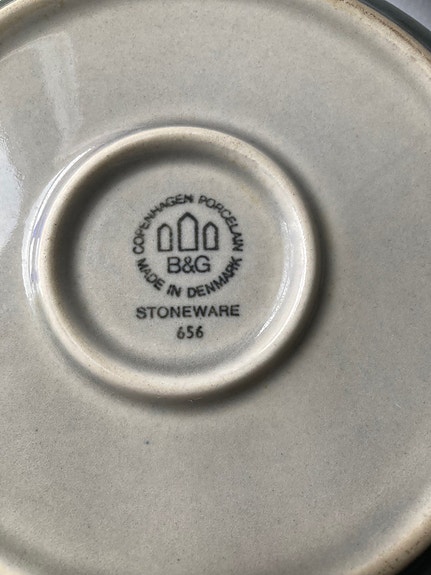 COPENHAGEN PORCELAIN
B&G
MADE IN DENMARK
STONEWARE
656